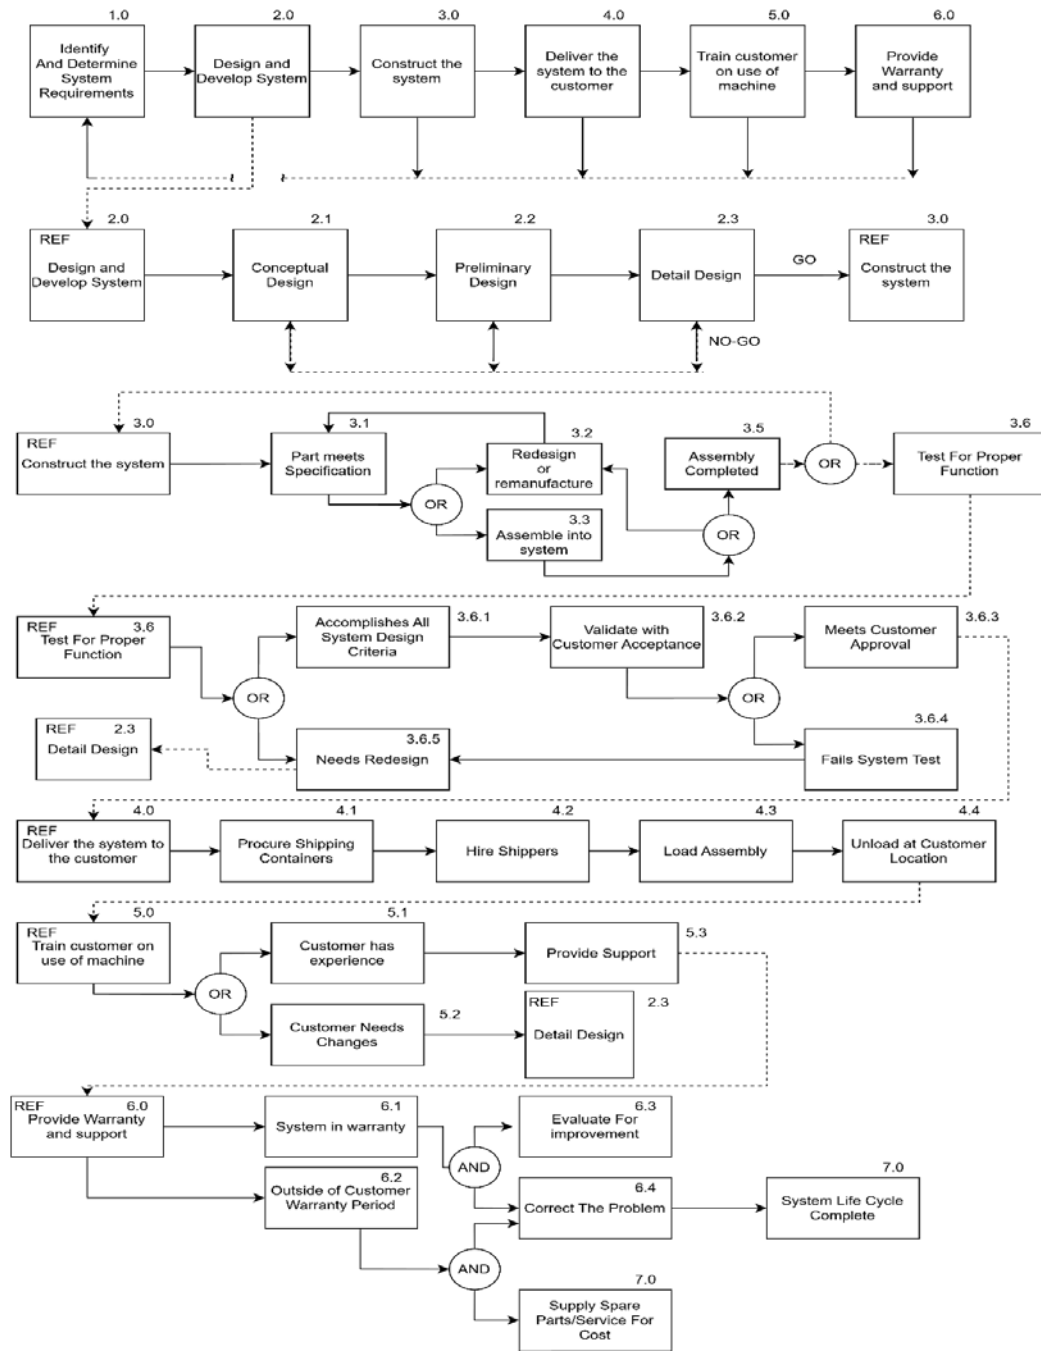 1.0
2.0
3.0
4.0
5.0
6.0
Identify
And Determine
System
Requirements
Design and
Develop System
Construct the
system
Deliver the
system to the
customer
Train customer
on use of
machine
Provide
Warranty
and support
2.0
2.1
2.2
2.3
3.0
REF
Design and
Develop System
Conceptual
Design
Preliminary
Design
Detail Design
GO
REF
Construct the
system
NO-GO
3.0
3.1
3.2
3.5
3.6
REF
Construct the system
Part meets
Specification
OR
Redesign
or
remanufacture
3.3
Assemble into
system
OR
Assembly
Completed
OR
Test For Proper
Function
REF
3.6
Test For Proper
Function
OR
Accomplishes All
System Design
Criteria
3.6.1
Validate with
Customer Acceptance
3.6.2
OR
Meets Customer
Approval
3.6.3
REF
2.3
Detail Design
3.6.5
Needs Redesign
3.6.4
Fails System Test
4.0
4.1
4.2
4.3
4.4
REF
Deliver the system to
the customer
Procure Shipping
Containers
Hire Shippers
Load Assembly
Unload at Customer
Location
5.0
5.1
REF
Train customer on
use of machine
OR
Customer has
experience
Provide Support
5.3
Customer Needs
Changes
5.2
REF
2.3
Detail Design
REF
6.0
Provide Warranty
and support
6.1
System in warranty
AND
6.3
Evaluate For
improvement
6.2
Outside of Customer
Warranty Period
AND
6.4
Correct The Problem
7.0
System Life Cycle
Complete
7.0
Supply Spare
Parts/Service For
Cost